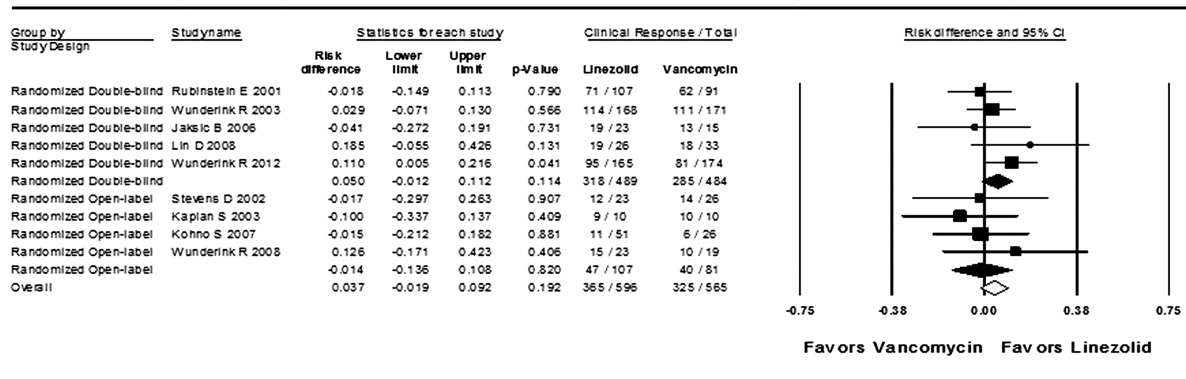 Group by Studyname Statistics for each study Clinical Response / Total Risk difference and 95% CI
Study Design
Risk difference Lower limit Upper limit p-Value Linezolid Vancomycin
Randomized Double-blind Rubinstein E 2001 -0.018 -0.149 0.113 0.790 71 / 107 62 / 91
Randomized Double-blind Wunderink R 2003 0.029 -0.071 0.130 0.566 114 / 168 111 / 171
Randomized Double-blind Jaksic B 2006 -0.041 -0.272 0.191 0.731 19 / 23 13 / 15
Randomized Double-blind Lin D 2008 0.185 -0.055 0.426 0.131 19 / 26 18 / 33
Randomized Double-blind Wunderink R 2012 0.110 0.005 0.216 0.041 95 / 165 81 / 174
Randomized Double-blind 0.050 -0.012 0.112 0.114 318 / 489 285 / 484
Randomized Open-label Stevens D 2002 -0.017 -0.297 0.263 0.907 12 / 23 14 / 26
Randomized Open-label Kaplan S 2003 -0.100 -0.337 0.137 0.409 9 / 10 10 / 10
Randomized Open-label Kohno S 2007 -0.015 -0.212 0.182 0.881 11 / 51 6 / 26
Randomized Open-label Wunderink R 2008 0.126 -0.171 0.423 0.406 15 / 23 10 / 19
Randomized Open-label -0.014 -0.136 0.108 0.820 47 / 107 40 / 81
Overall 0.037 -0.019 0.092 0.192 365 / 596 325 / 565
-0.75 -0.38 0.00 0.38 0.75
Favors Vancomycin Favors Linezolid